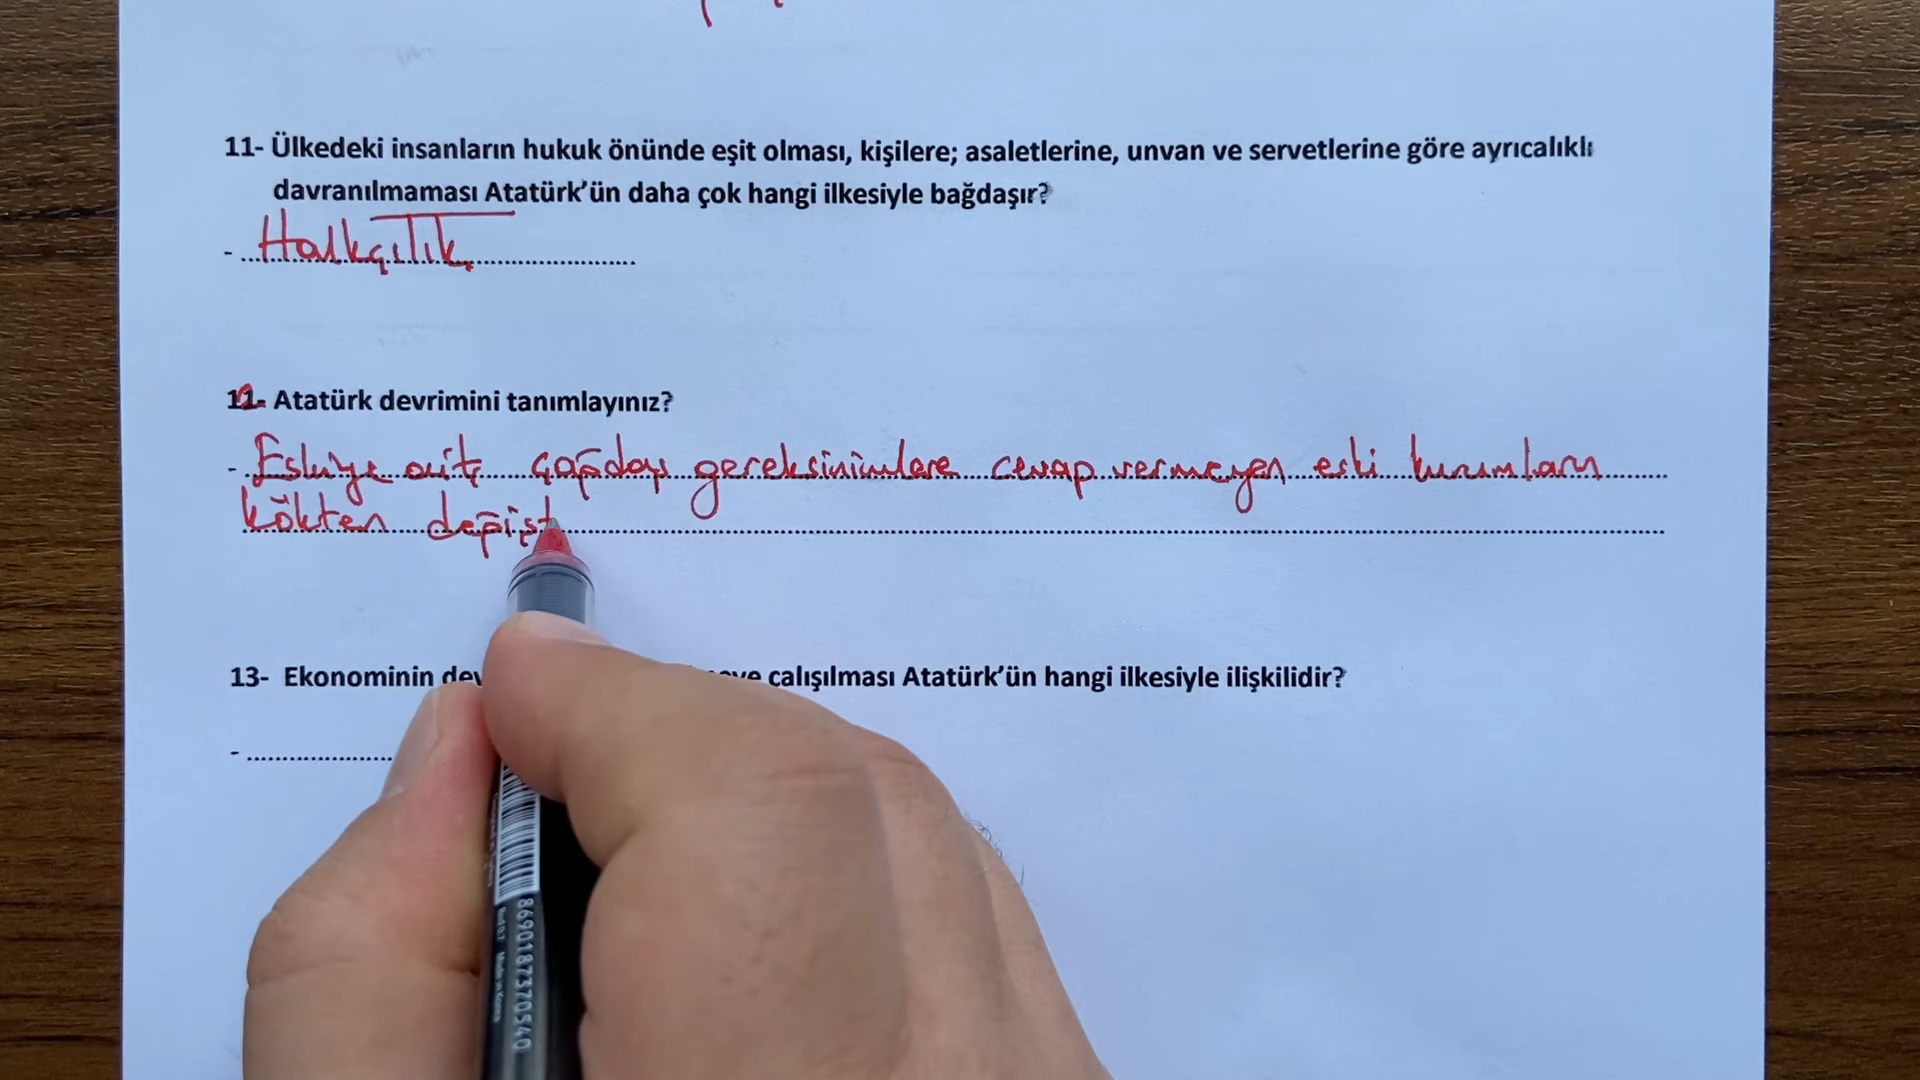 11- Ülkedeki insanların hukuk önünde eşit olması, kişilere; asaletlerine, unvan ve servetlerine göre ayrıcalıklı
davranılmaması Atatürk'ün daha çok hangi ilkesiyle bağdaşır?
- Halkçılık
12- Atatürk devrimini tanımlayınız?
- Eskiye ait, çağdaş gereksinimlere cevap vermeyen eski kurumları
kökten değişt
13- Ekonominin çalışılması Atatürk'ün hangi ilkesiyle ilişkilidir?
8690187370540